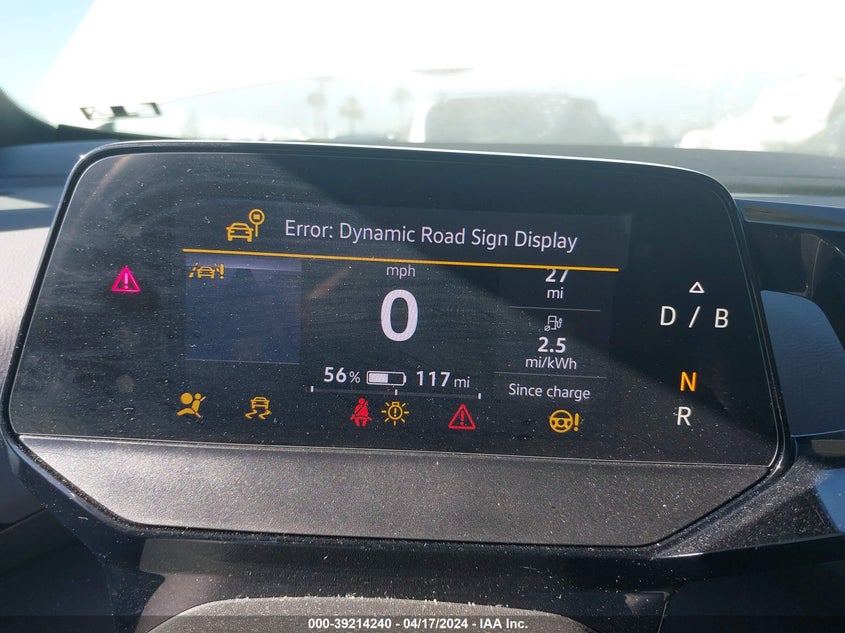 Error: Dynamic Road Sign Display
mph
0
27
mi
2.5
mi/kWh
56% 117 mi
Since charge
D / B
N
R
000-39214240 - 04/17/2024 - IAA Inc.